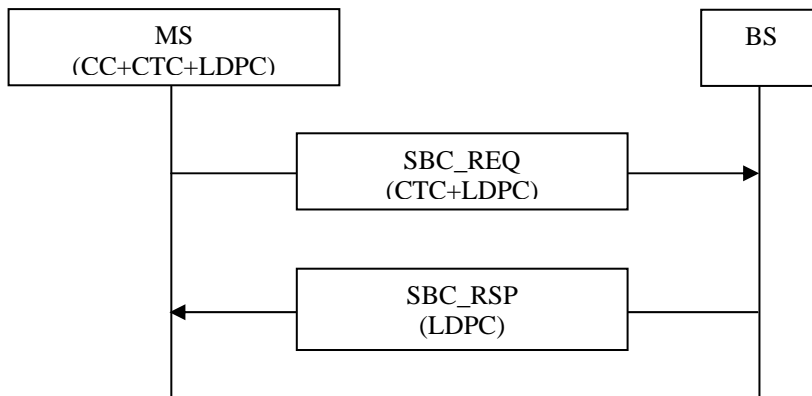 MS
(CC+CTC+LDPC)
BS
SBC_REQ
(CTC+LDPC)
SBC_RSP
(LDPC)